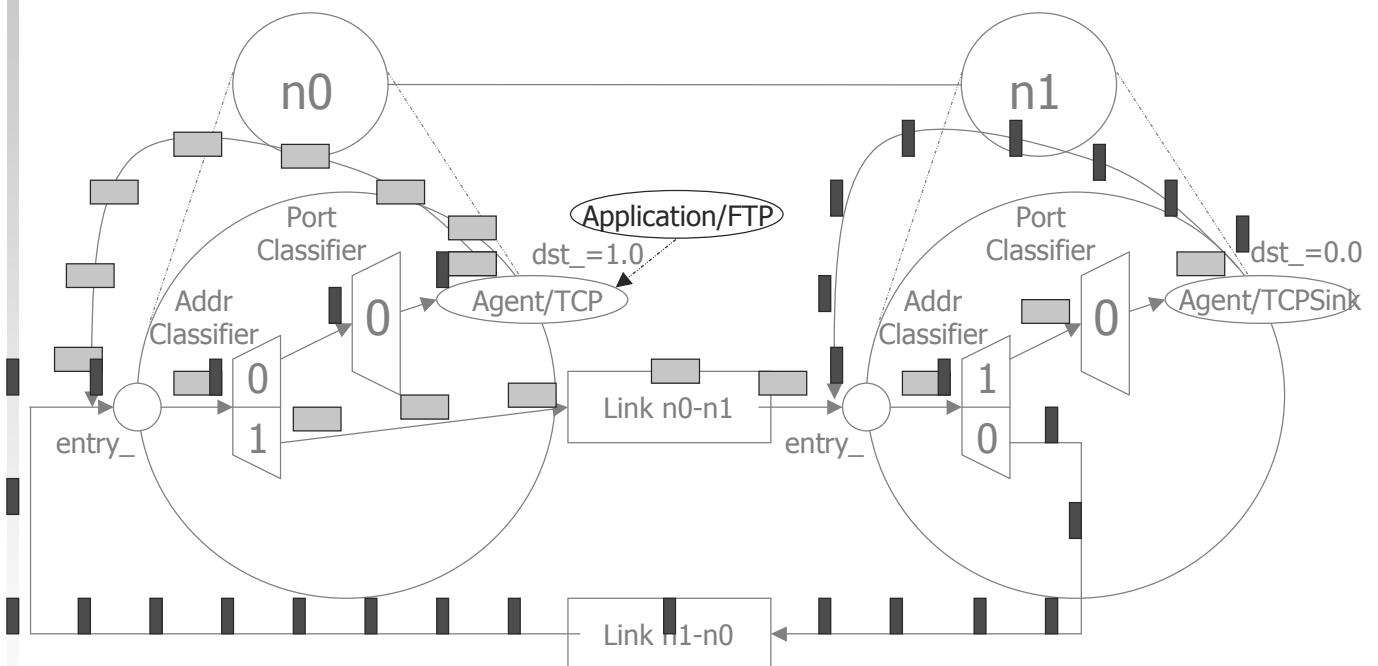 n0
n1
Application/FTP
Port
Classifier
dst_=1.0
Port
Classifier
dst_=0.0
Addr
Classifier
0
Agent/TCP
Addr
Classifier
0
Agent/TCPSink
0
1
Link n0-n1
1
0
entry_
entry_
Link n1-n0